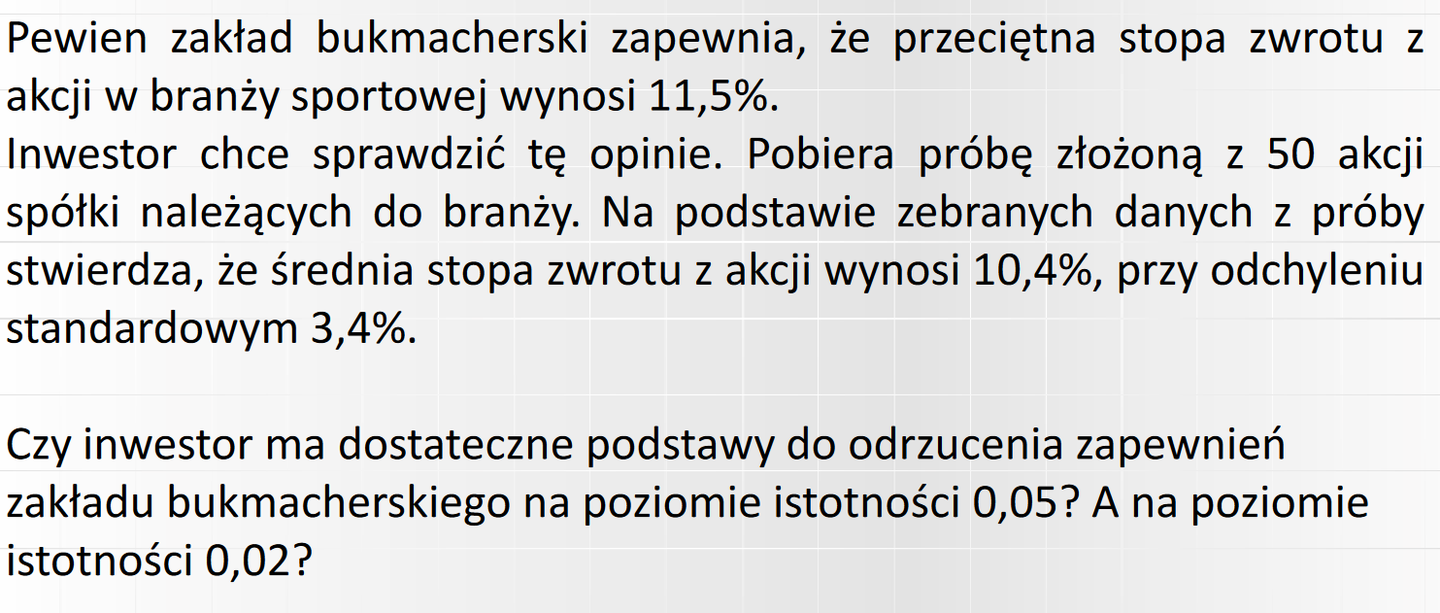 Pewien zakład bukmacherski zapewnia, że przeciętna stopa zwrotu z
akcji w branży sportowej wynosi 11,5%.
Inwestor chce sprawdzić tę opinie. Pobiera próbę złożoną z 50 akcji
spółki należących do branży. Na podstawie zebranych danych z próby
stwierdza, że średnia stopa zwrotu z akcji wynosi 10,4%, przy odchyleniu
standardowym 3,4%.
Czy inwestor ma dostateczne podstawy do odrzucenia zapewnień
zakładu bukmacherskiego na poziomie istotności 0,05? A na poziomie
istotności 0,02?